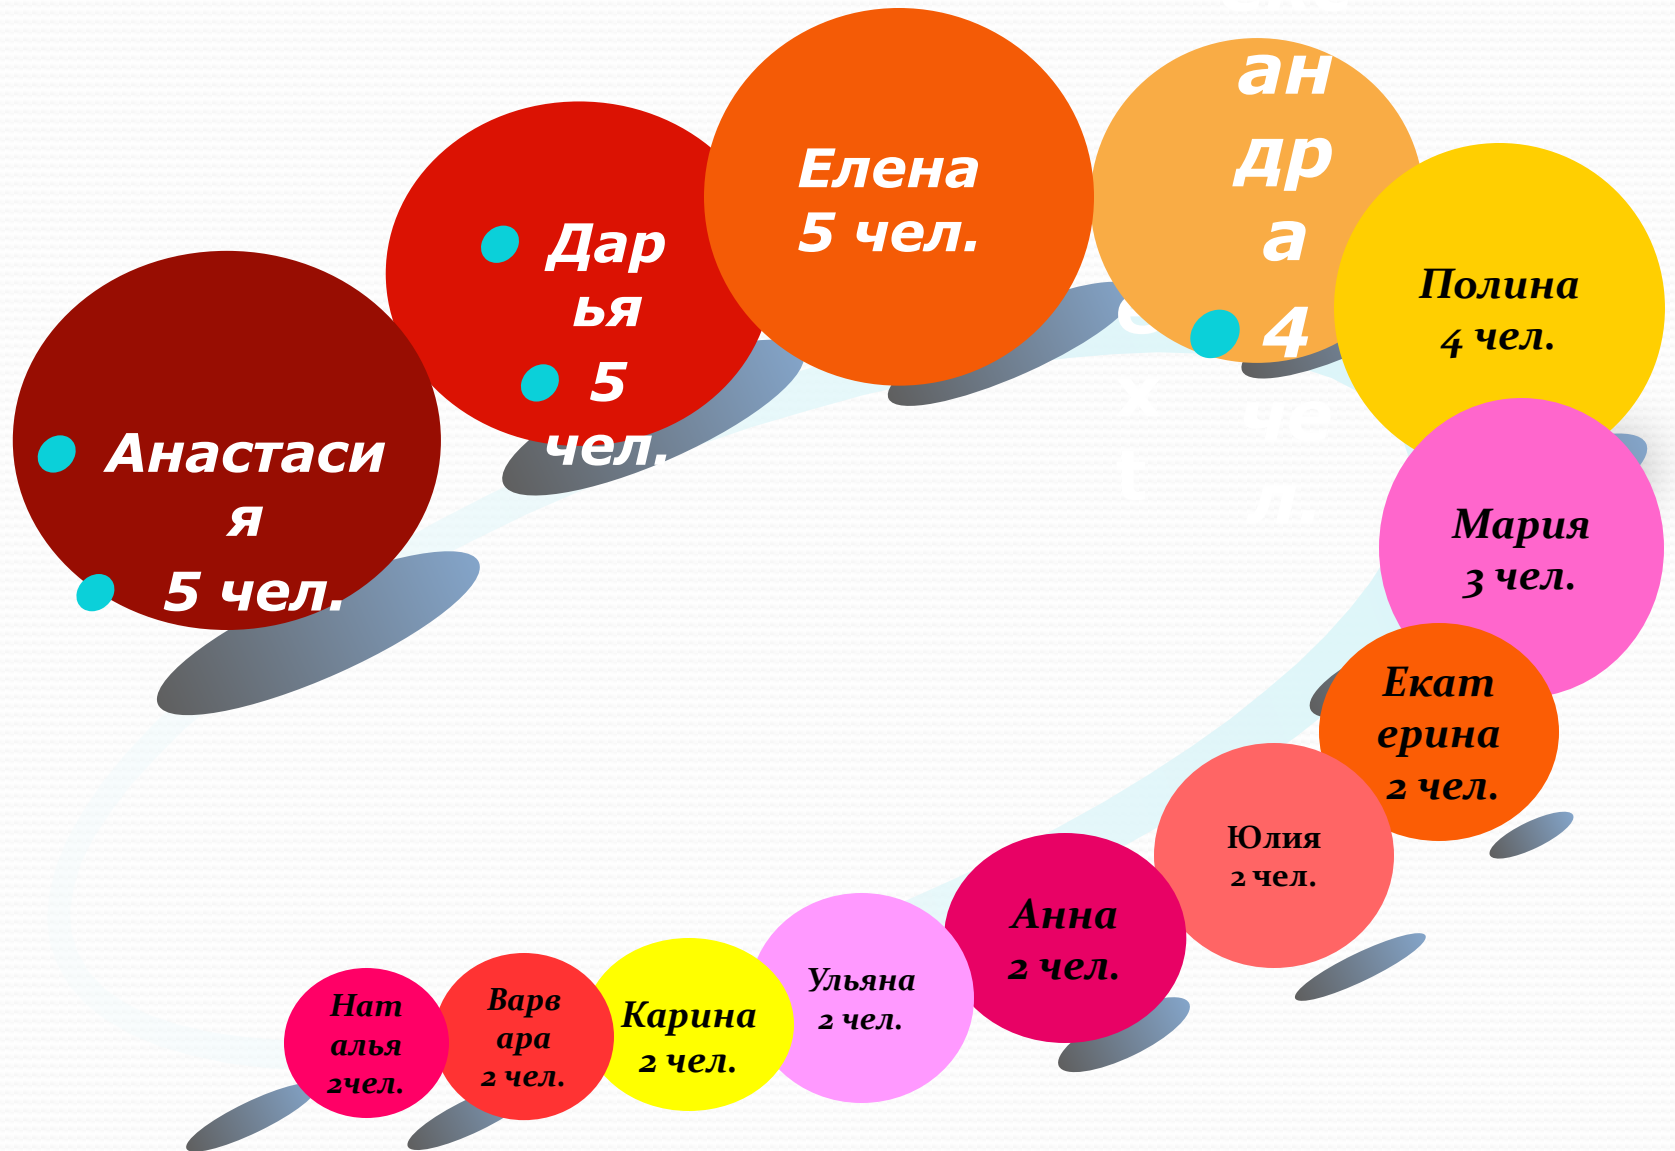 Анастаси
я
5 чел.
Дар
ья
5
чел.
Елена
5 чел.
ан
др
а
4
че
л.
Полина
4 чел.
Мария
3 чел.
Екат
ерина
2 чел.
Юлия
2 чел.
Анна
2 чел.
Ульяна
2 чел.
Карина
2 чел.
Варв
ара
2 чел.
Нат
алья
2чел.